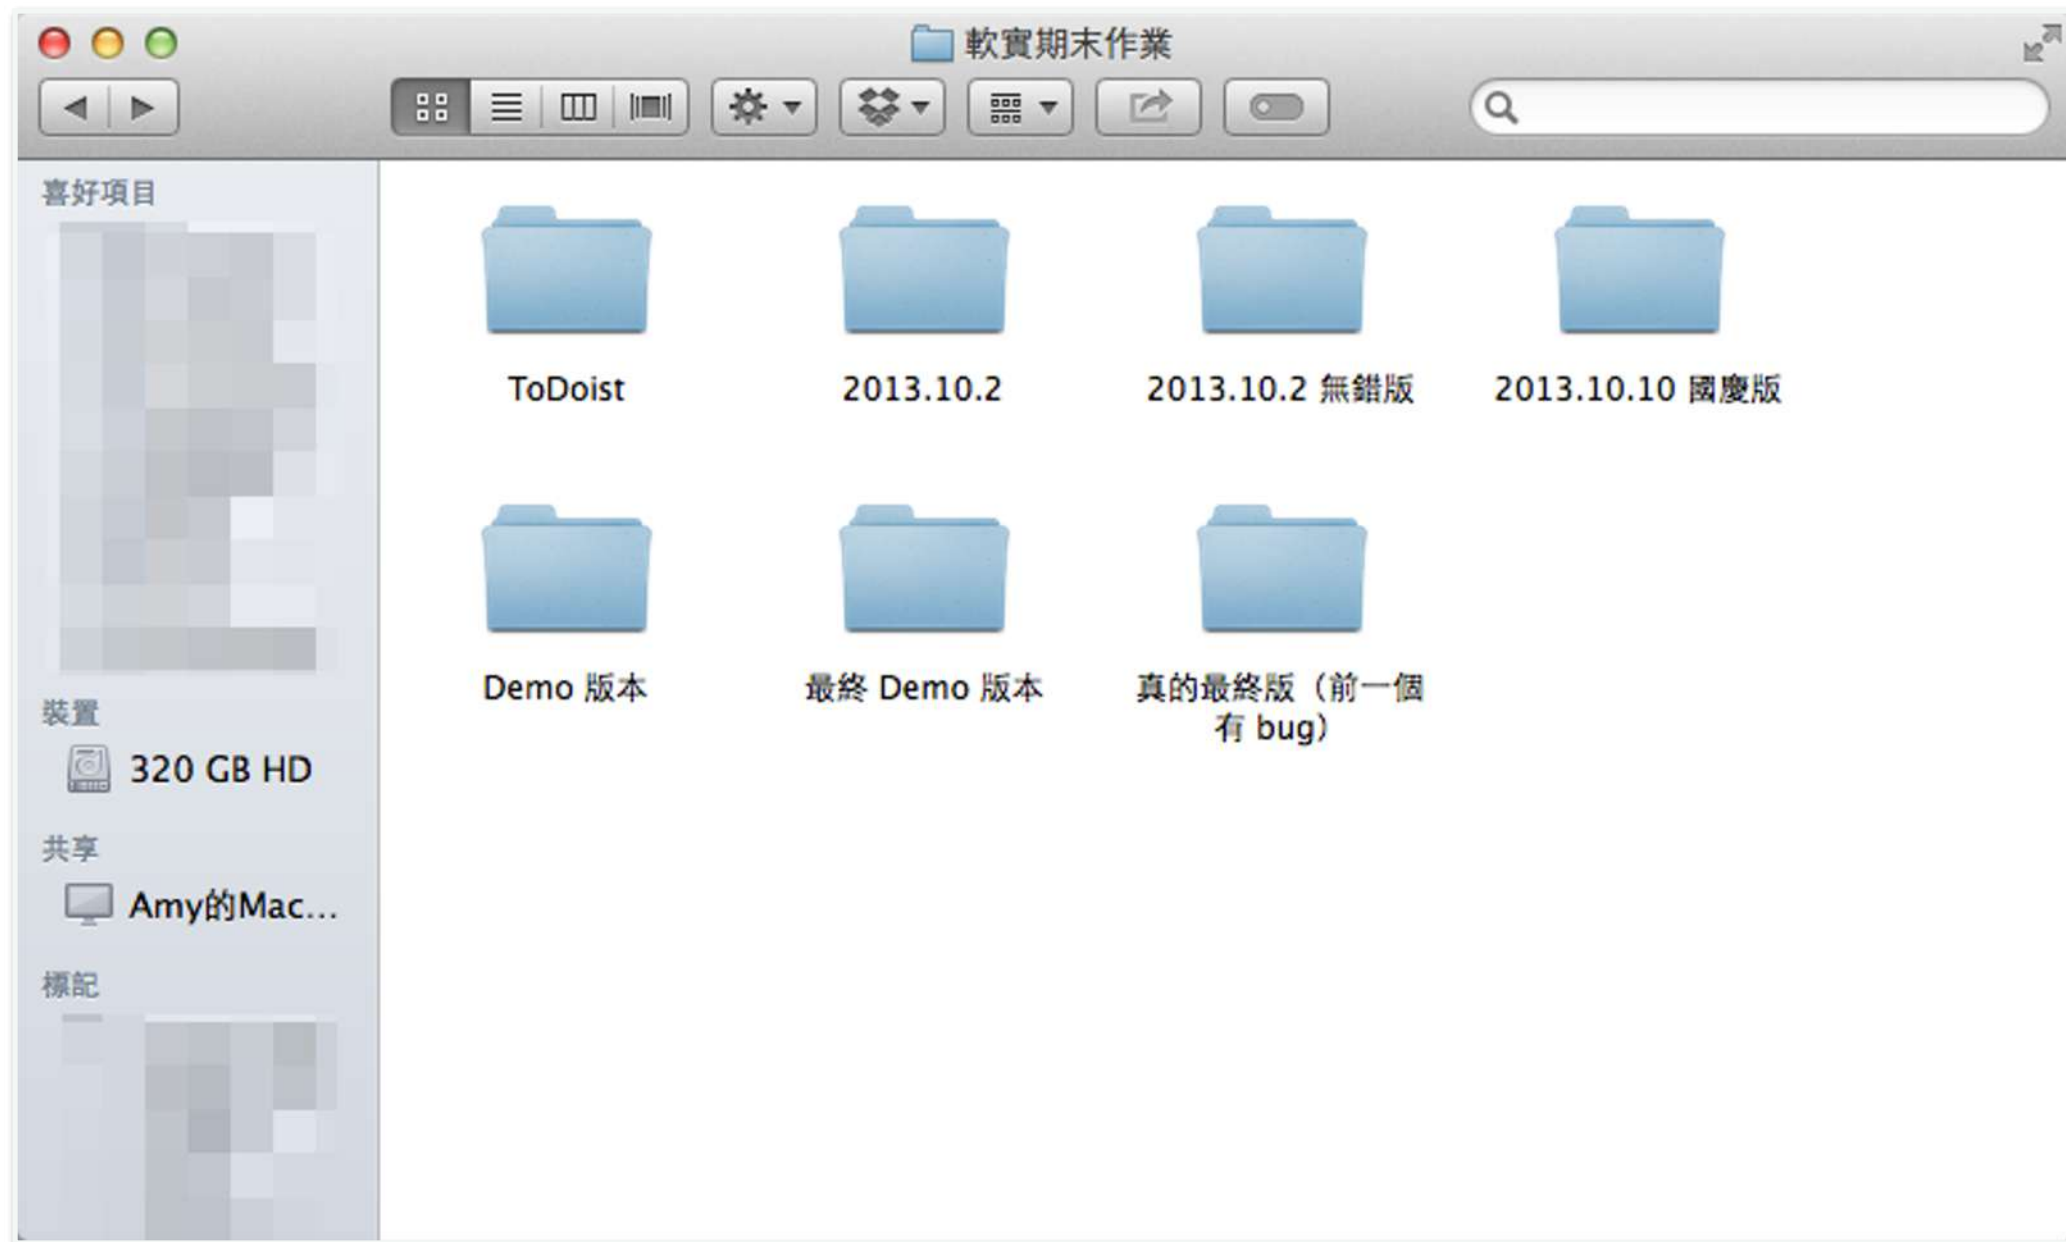 軟實期末作業
喜好項目
ToDoist
2013.10.2
2013.10.2 無錯版
2013.10.10 國慶版
Demo 版本
最終 Demo 版本
真的最終版（前一個
有 bug）
裝置
320 GB HD
共享
Amy的Mac...
標記